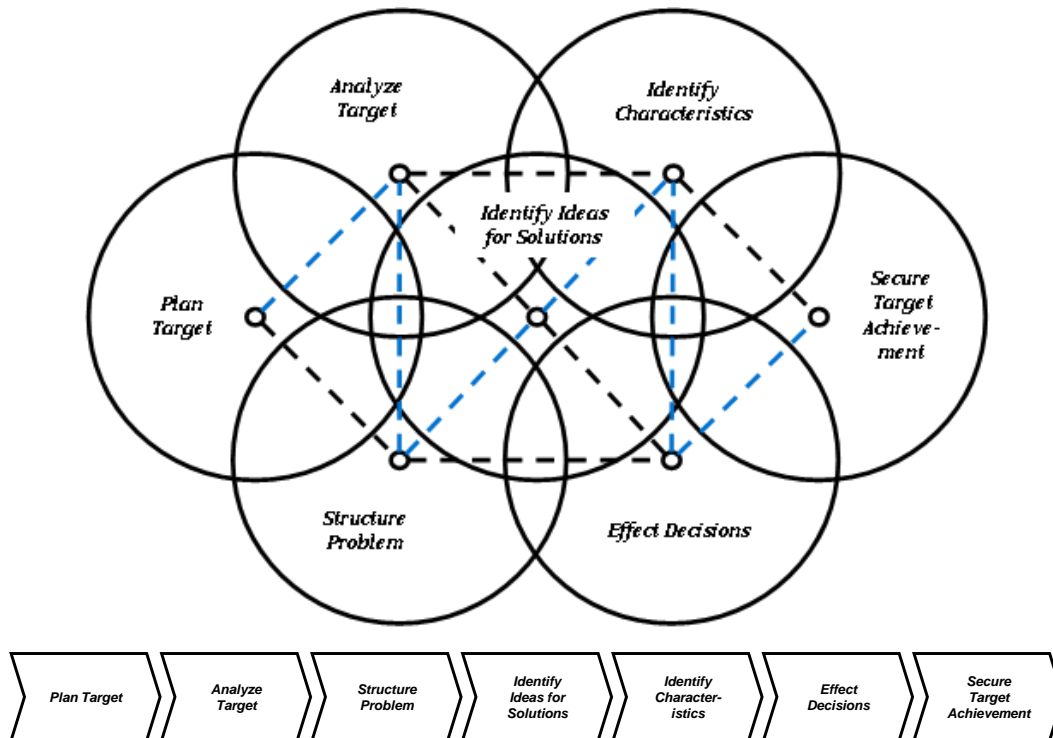 Analyze
Target
Identify
Characteristics
Identify Ideas
for Solutions
Plan
Target
Secure
Target
Achieve-
ment
Structure
Problem
Effect Decisions
Plan Target
Analyze
Target
Structure
Problem
Identify
Ideas for
Solutions
Identify
Character-
istics
Effect
Decisions
Secure
Target
Achievement